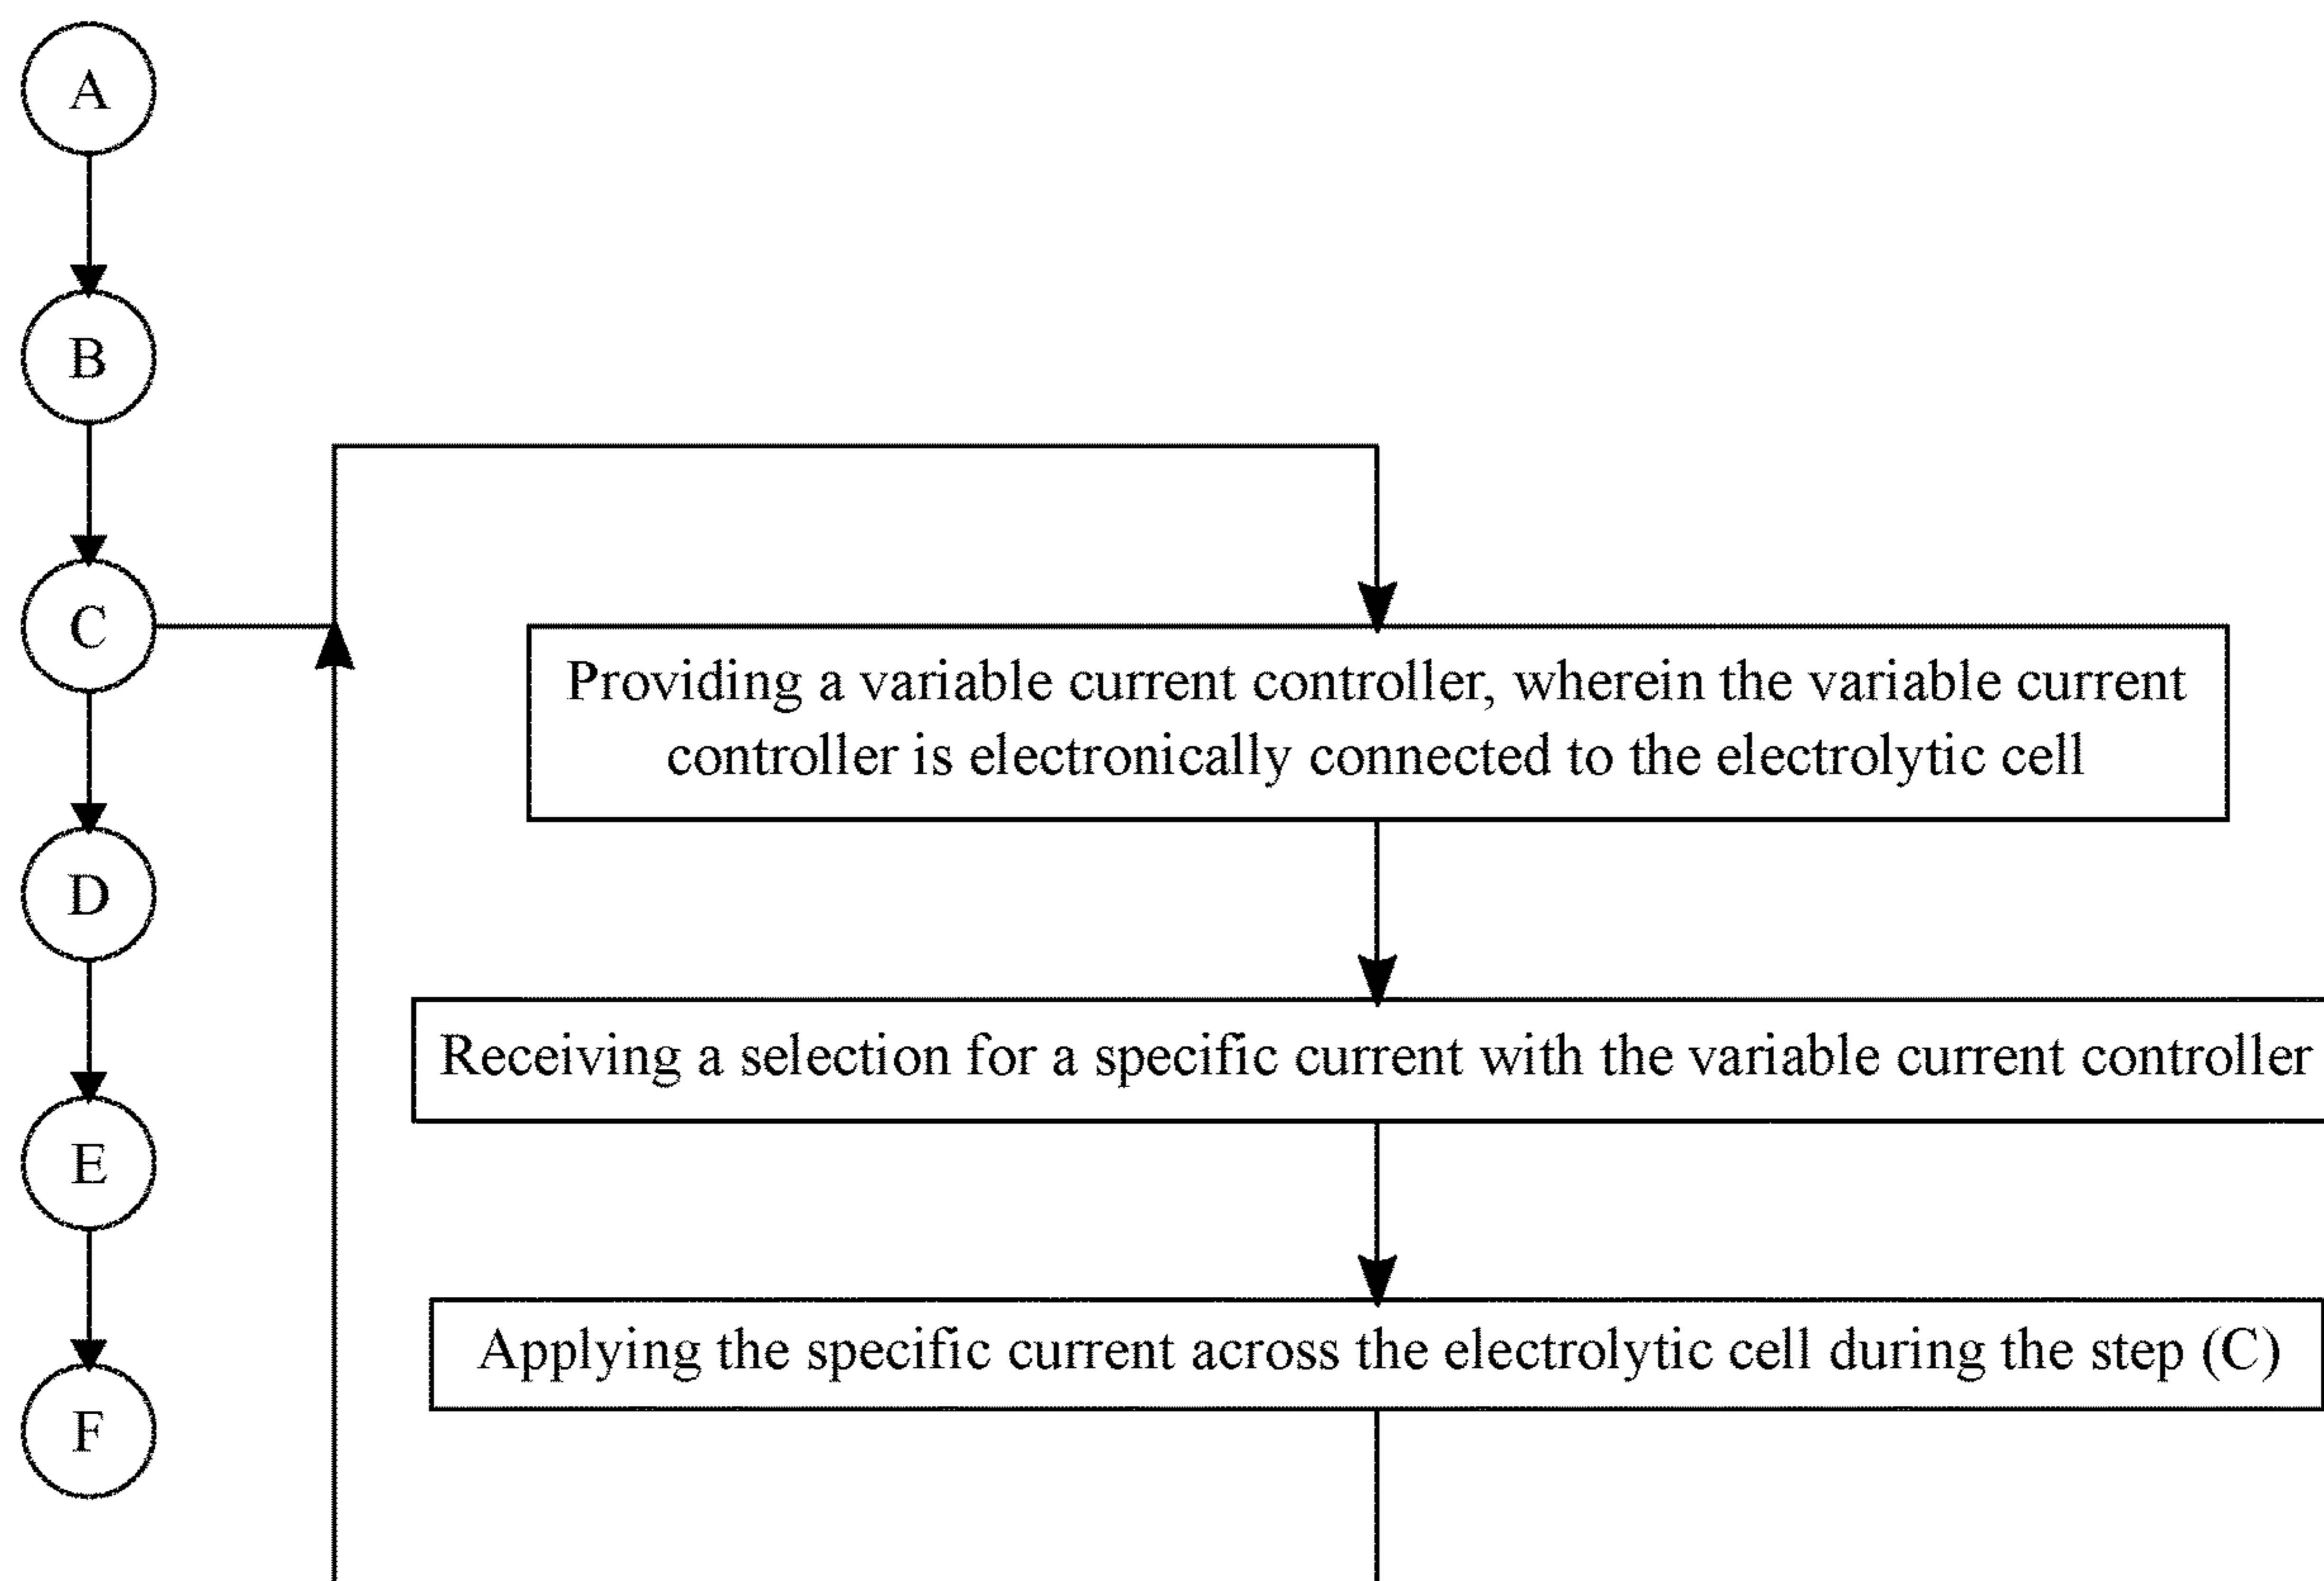 A
B
C
D
E
F
Providing a variable current controller, wherein the variable current
controller is electronically connected to the electrolytic cell
Receiving a selection for a specific current with the variable current controller
Applying the specific current across the electrolytic cell during the step (C)